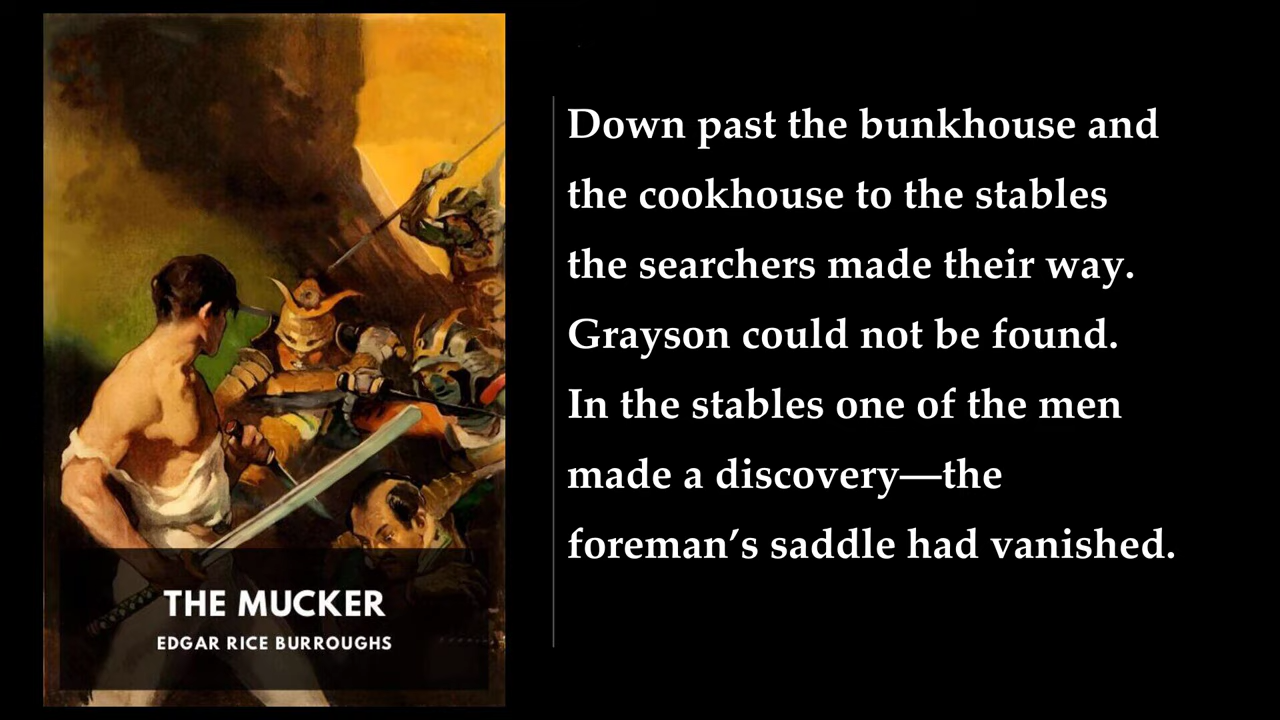 THE MUCKER
EDGAR RICE BURROUGHS
Down past the bunkhouse and
the cookhouse to the stables
the searchers made their way.
Grayson could not be found.
In the stables one of the men
made a discovery—the
foreman’s saddle had vanished.